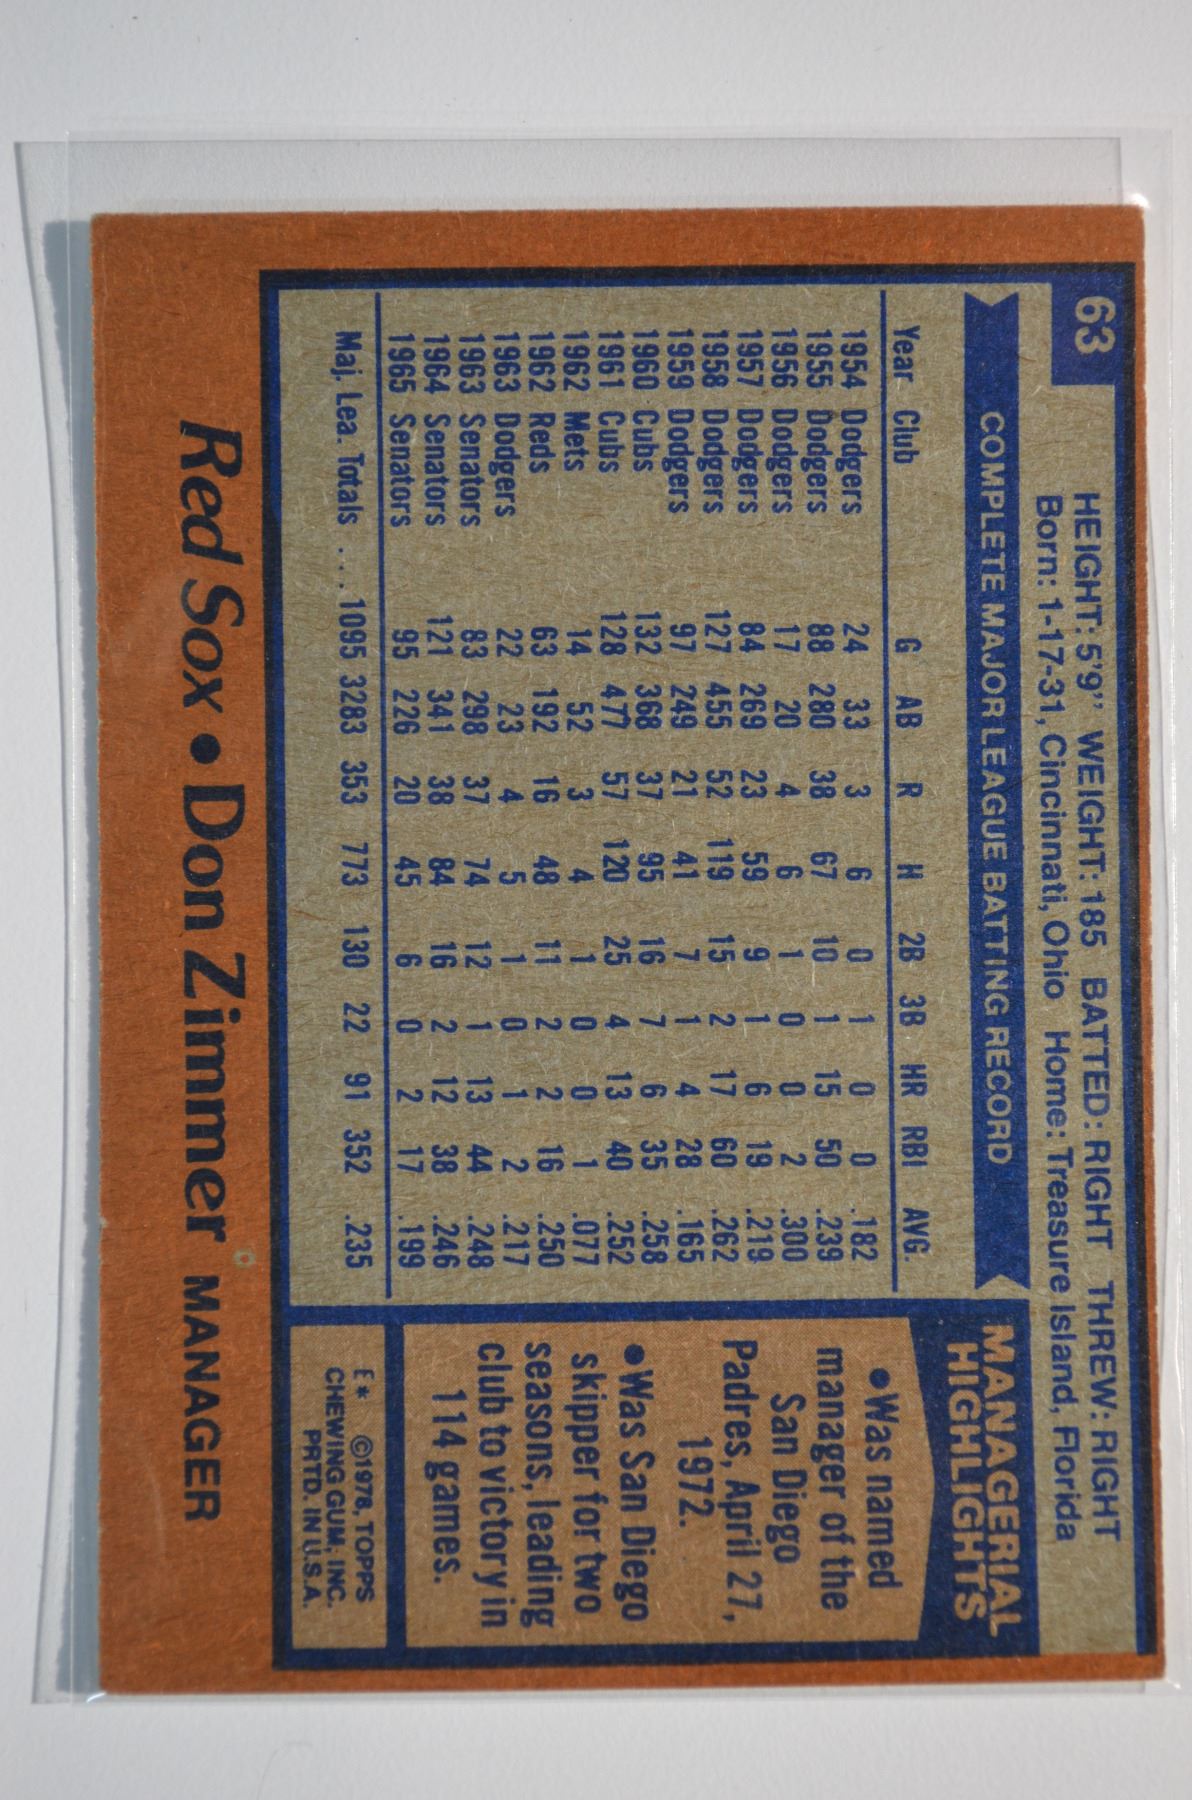 63
HEIGHT: 5'9" WEIGHT: 185 BATTED: RIGHT THREW: RIGHT
Born: 1-17-31, Cincinnati, Ohio Home: Treasure Island, Florida
COMPLETE MAJOR LEAGUE BATTING RECORD
Year Club G AB R H 2B 3B HR RBI AVG.
1954 Dodgers 24 33 3 6 0 1 0 0 .182
1955 Dodgers 88 280 38 67 10 1 15 50 .239
1956 Dodgers 17 20 4 6 1 0 0 2 .300
1957 Dodgers 84 269 23 59 9 1 6 19 .219
1958 Dodgers 127 455 52 119 15 2 17 60 .262
1959 Dodgers 97 249 21 41 7 1 4 28 .165
1960 Cubs 132 368 37 95 16 7 6 35 .258
1961 Cubs 128 477 57 120 25 4 13 40 .252
1962 Mets 14 52 3 4 1 0 0 1 .077
1962 Reds 63 192 16 48 11 2 2 16 .250
1963 Dodgers 22 23 4 5 1 0 1 2 .217
1963 Senators 83 298 37 74 12 1 13 44 .248
1964 Senators 121 341 38 84 16 2 12 38 .246
1965 Senators 95 226 20 45 6 0 2 17 .199
Maj. Lea. Totals .... 1095 3283 353 773 130 22 91 352 .235
MANAGERIAL
HIGHLIGHTS
•Was named
manager of the
San Diego
Padres, April 27,
1972.
•Was San Diego
skipper for two
seasons, leading
club to victory in
114 games.
E* ©1978, TOPPS
CHEWING GUM, INC.
PRTD. IN U.S.A.
Red Sox • Don Zimmer MANAGER